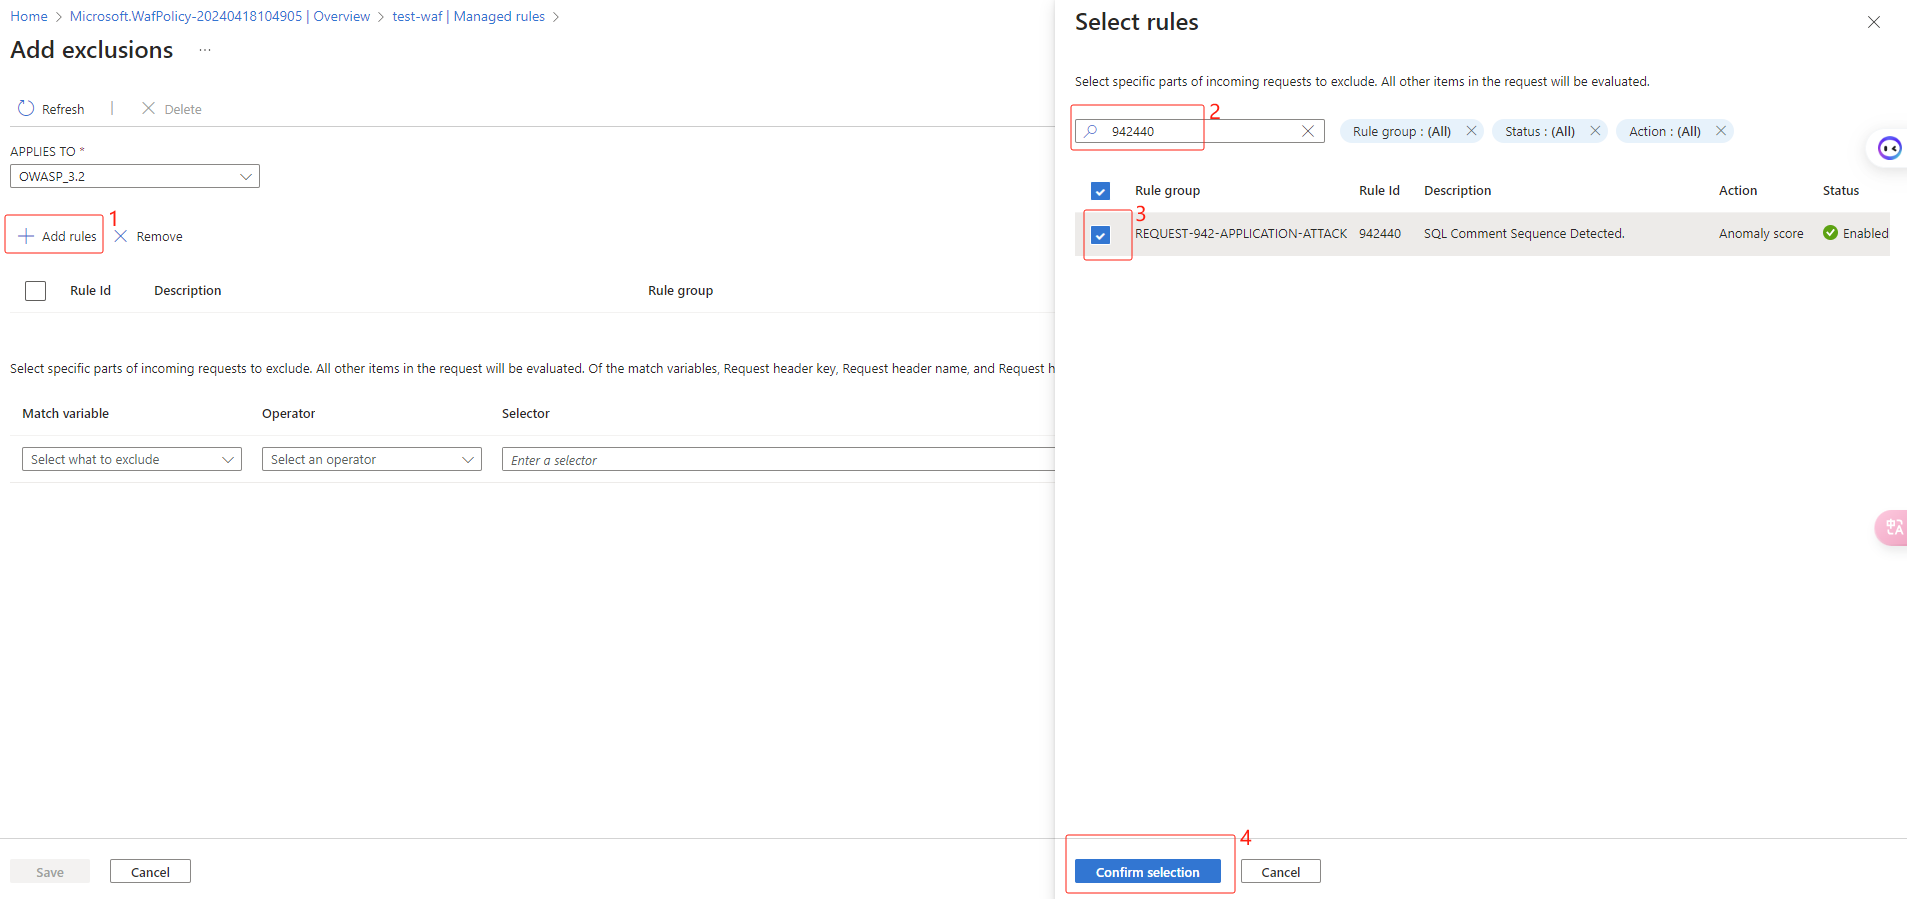 Home > Microsoft.WafPolicy-20240418104905 | Overview > test-waf | Managed rules >
Add exclusions ...
Refresh | Delete
APPLIES TO *
OWASP_3.2
1
Add rules Remove
Rule Id Description Rule group
Select specific parts of incoming requests to exclude. All other items in the request will be evaluated. Of the match variables, Request header key, Request header name, and Request h
Match variable Operator Selector
Select what to exclude Select an operator Enter a selector
Save Cancel
Select rules
Select specific parts of incoming requests to exclude. All other items in the request will be evaluated.
2
942440 Rule group : (All) Status : (All) Action : (All)
Rule group Rule Id Description Action Status
3
REQUEST-942-APPLICATION-ATTACK 942440 SQL Comment Sequence Detected. Anomaly score Enabled
中A
4
Confirm selection Cancel